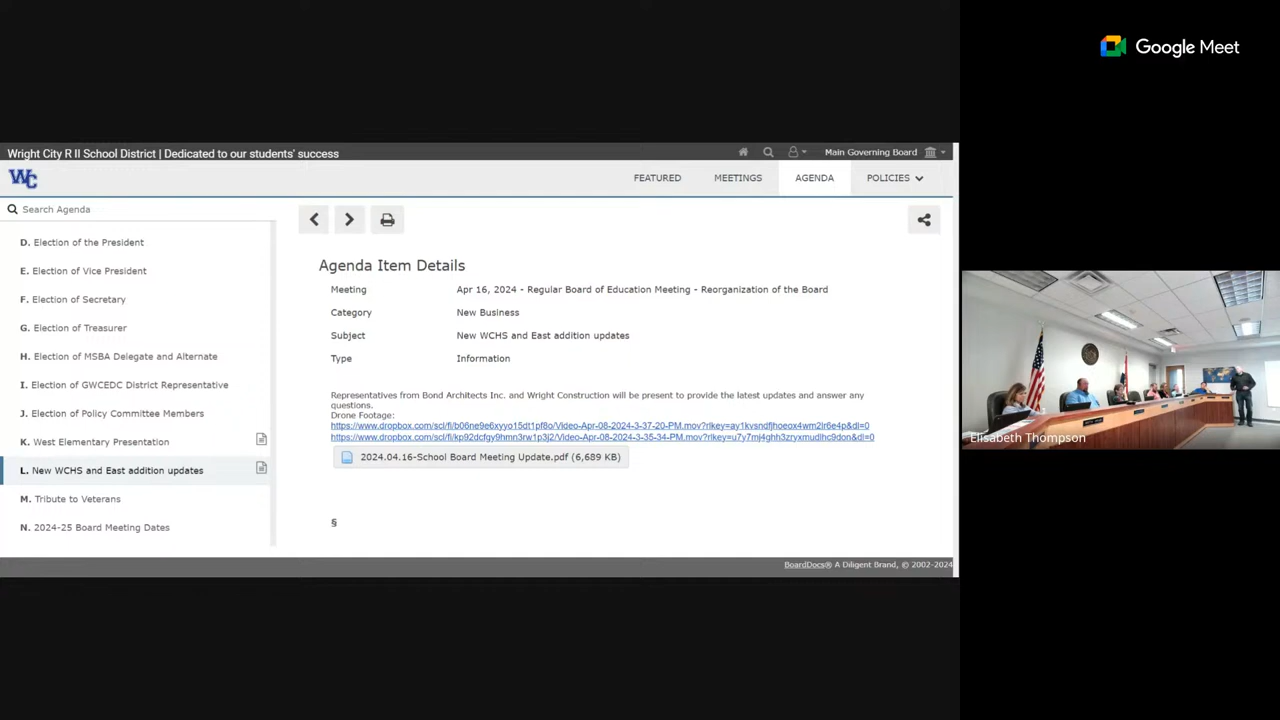 Google Meet
Wright City R II School District | Dedicated to our students' success
Main Governing Board
WC
FEATURED
MEETINGS
AGENDA
POLICIES
Search Agenda
D. Election of the President
E. Election of Vice President
F. Election of Secretary
G. Election of Treasurer
H. Election of MSBA Delegate and Alternate
I. Election of GWCEDC District Representative
J. Election of Policy Committee Members
K. West Elementary Presentation
L. New WCHS and East addition updates
M. Tribute to Veterans
N. 2024-25 Board Meeting Dates
Agenda Item Details
Meeting Apr 16, 2024 - Regular Board of Education Meeting - Reorganization of the Board
Category New Business
Subject New WCHS and East addition updates
Type Information
Representatives from Bond Architects Inc. and Wright Construction will be present to provide the latest updates and answer any
questions.
Drone Footage:
2024.04.16-School Board Meeting Update.pdf (6,689 KB)
§
BoardDocs® A Diligent Brand, © 2002-2024
Elisabeth Thompson